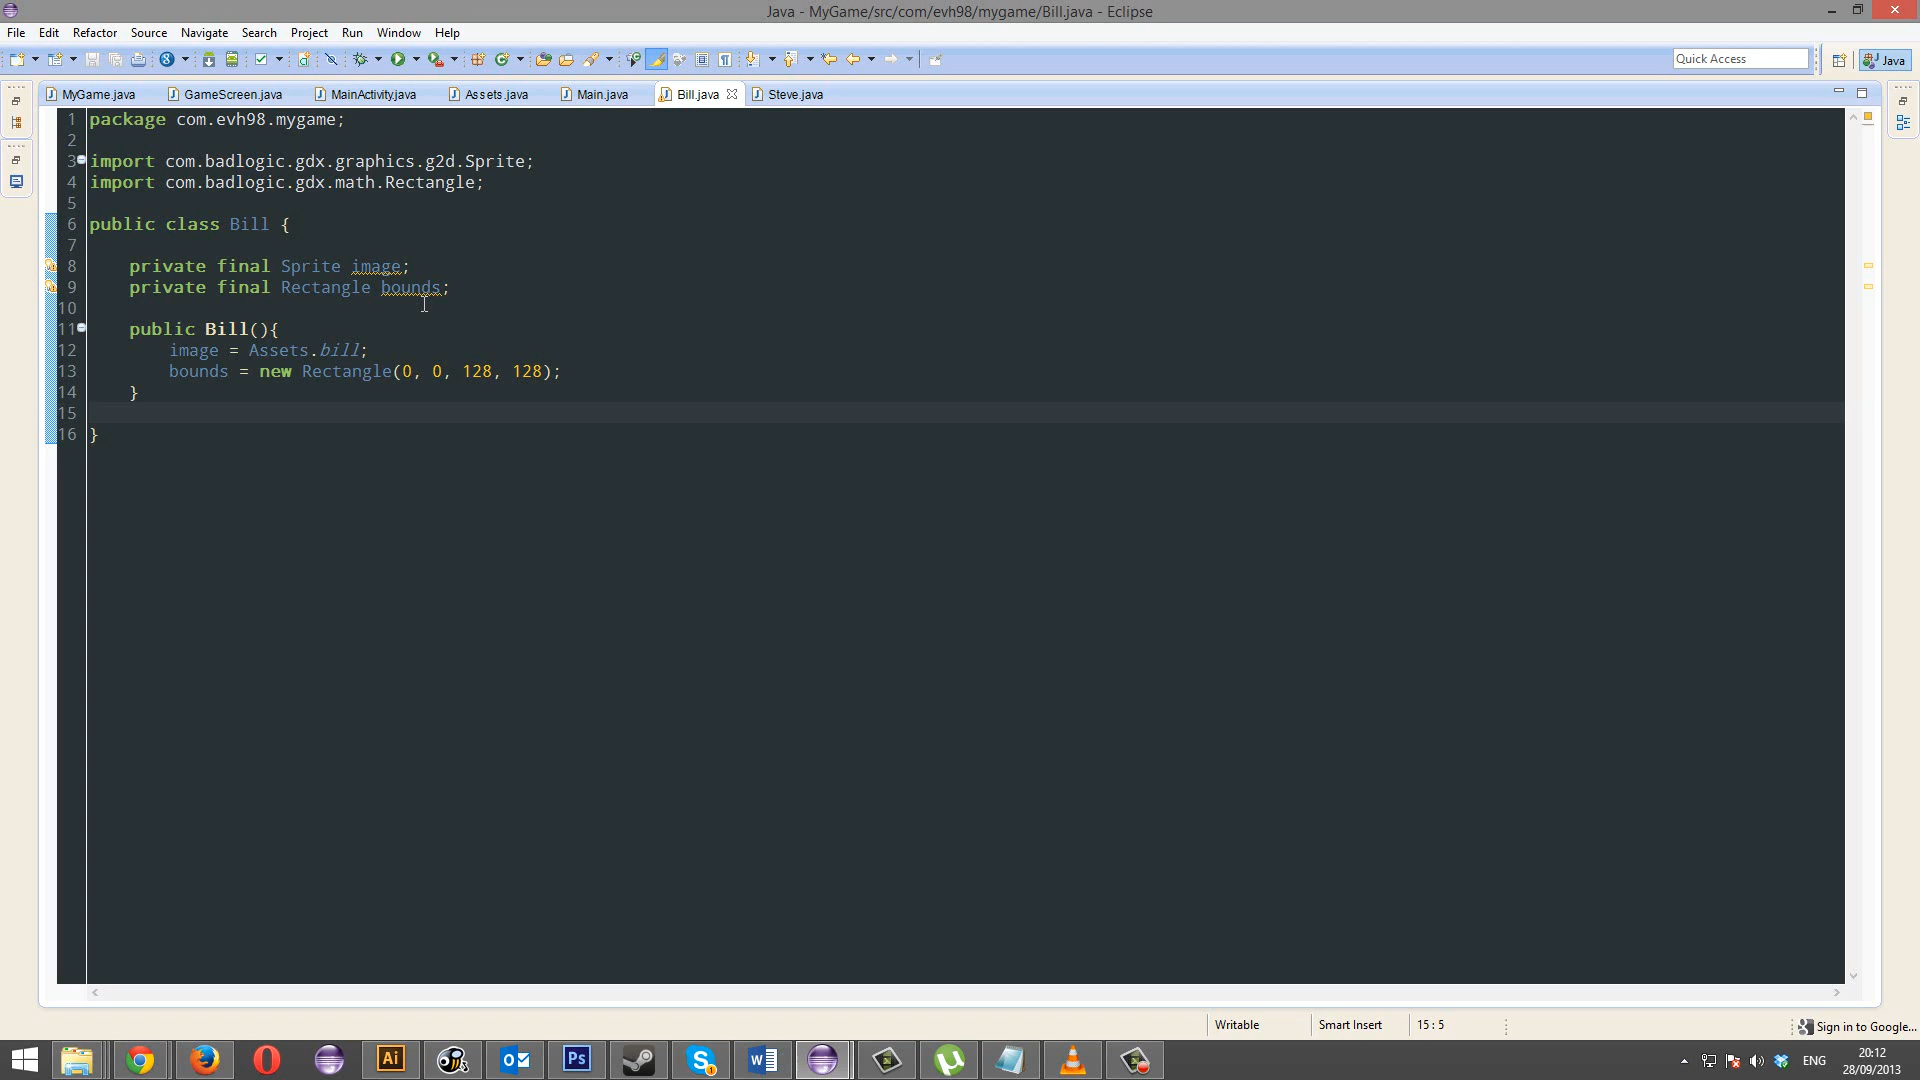 Java - MyGame/src/com/evh98/mygame/Bill.java - Eclipse
File Edit Refactor Source Navigate Search Project Run Window Help
Quick Access
Java
MyGame.java GameScreen.java MainActivity.java Assets.java Main.java Bill.java Steve.java
1 package com.evh98.mygame;
2
3 import com.badlogic.gdx.graphics.g2d.Sprite;
4 import com.badlogic.gdx.math.Rectangle;
5
6 public class Bill {
7
8 private final Sprite image;
9 private final Rectangle bounds;
10
11 public Bill(){
12 image = Assets.bill;
13 bounds = new Rectangle(0, 0, 128, 128);
14 }
15
16 }
Writable Smart Insert 15 : 5
Sign in to Google...
Ai Ps
ENG
20:12
28/09/2013